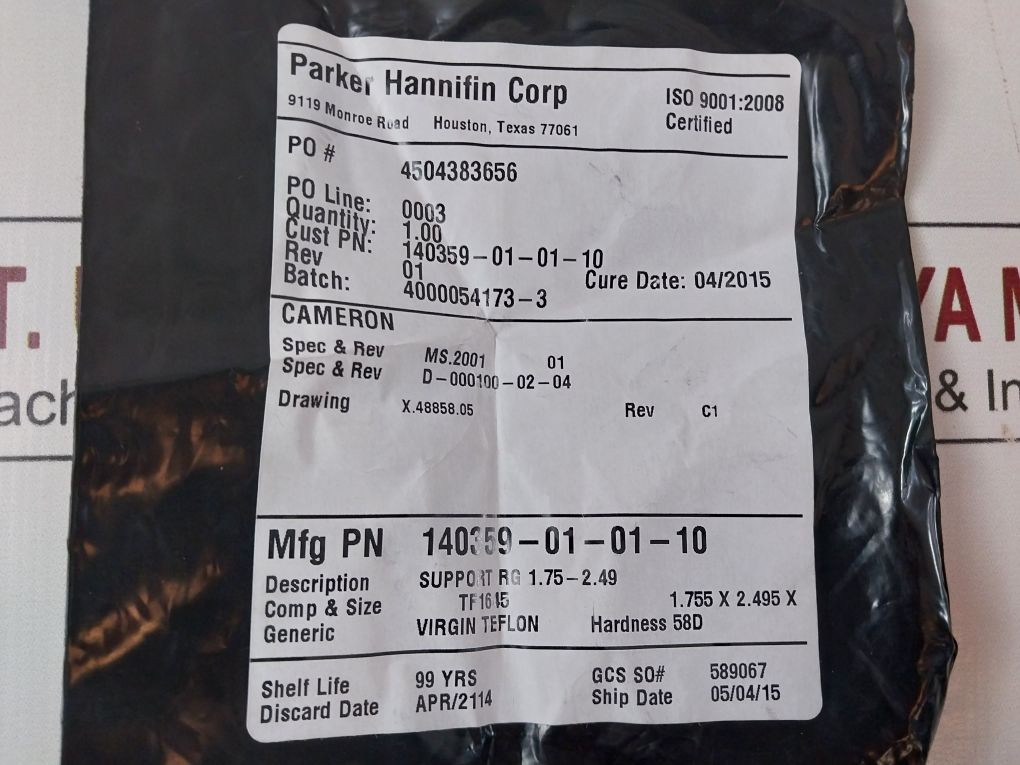 Parker Hannifin Corp
ISO 9001:2008
Certified
9119 Monroe Road Houston, Texas 77061
PO # 4504383656
PO Line: 0003
Quantity: 1.00
Cust PN: 140359-01-01-10
Rev 01 Cure Date: 04/2015
Batch: 4000054173-3
CAMERON
Spec & Rev MS.2001 01
Spec & Rev D-000100-02-04
Drawing X.48858.05 Rev C1
Mfg PN 140359-01-01-10
Description SUPPORT RG 1.75-2.49
Comp & Size TF1645 1.755 X 2.495 X
Generic VIRGIN TEFLON Hardness 58D
Shelf Life 99 YRS GCS SO# 589067
Discard Date APR/2114 Ship Date 05/04/15
T.
YA M
ach
& In